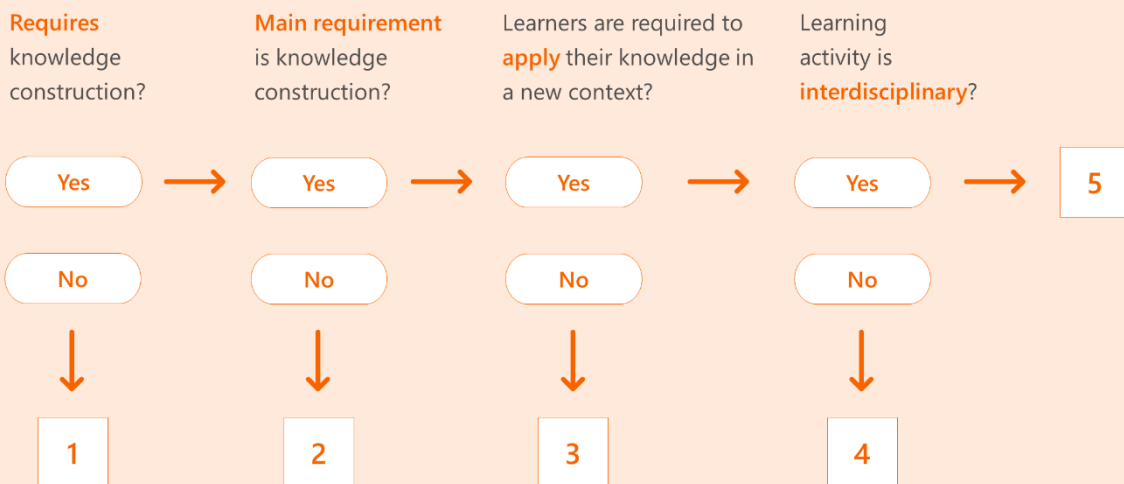 Requires
knowledge
construction?
Main requirement
is knowledge
construction?
Learners are required to
apply their knowledge in
a new context?
Learning
activity is
interdisciplinary?
Yes
Yes
Yes
Yes
5
No
No
No
No
1
2
3
4